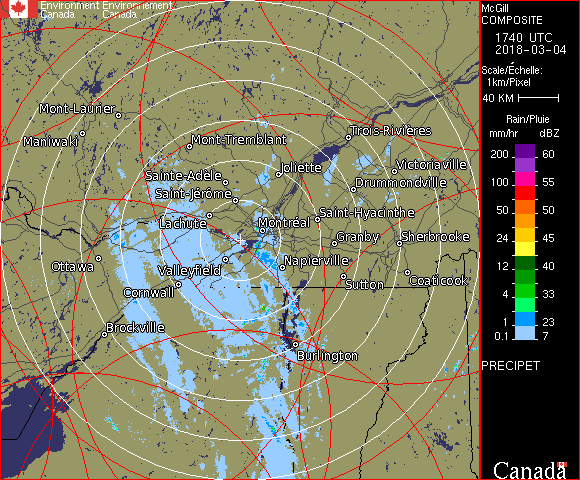 Environment Environnement
Canada Canada
McGill
COMPOSITE
1740 UTC
2018-03-04
Scale/Échelle:
1km/Pixel
40 KM
Rain/Pluie
mm/hr dBZ
200 60
100 55
50 50
24 45
12 40
4 33
1 23
0.1 7
PRECIPET
Canada
Mont-Laurier
Maniwaki
Mont-Tremblant
Trois-Rivières
Joliette
Victoriaville
Sainte-Adèle
Drummondville
Saint-Jérôme
Saint-Hyacinthe
Lachute
Montréal
Granby
Sherbrooke
Ottawa
Valleyfield
Napierville
Sutton
Coaticook
Cornwall
Brockville
Burlington